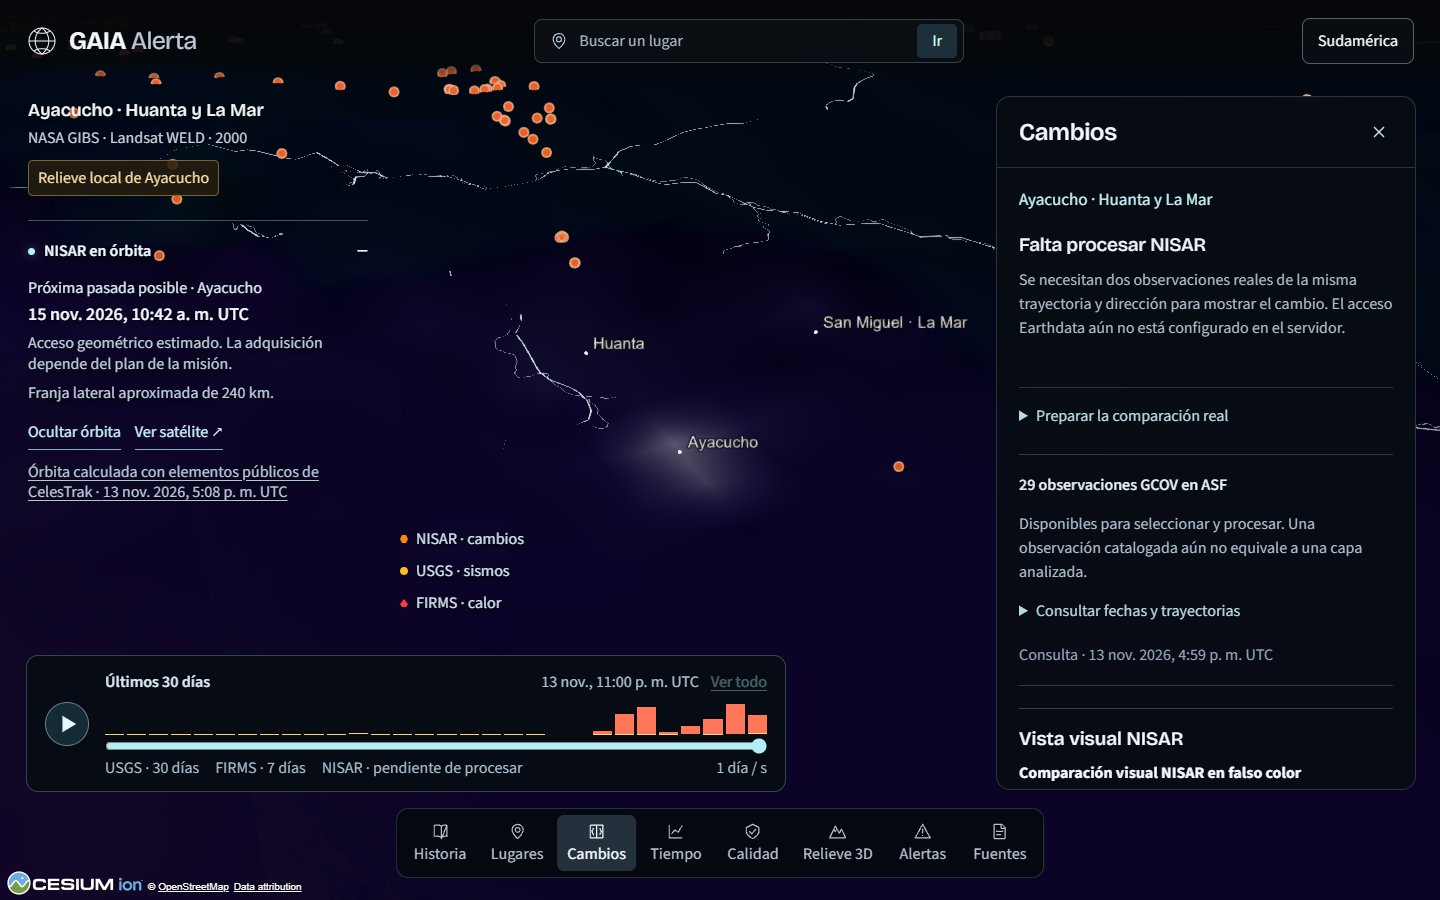 GAIA Alerta
Buscar un lugar
Ir
Sudamérica
Ayacucho · Huanta y La Mar
NASA GIBS · Landsat WELD · 2000
Relieve local de Ayacucho
NISAR en órbita
Próxima pasada posible · Ayacucho
15 nov. 2026, 10:42 a. m. UTC
Acceso geométrico estimado. La adquisición
depende del plan de la misión.
Franja lateral aproximada de 240 km.
Ocultar órbita Ver satélite ↗
Órbita calculada con elementos públicos de
CelesTrak · 13 nov. 2026, 5:08 p. m. UTC
San Miguel · La Mar
Huanta
Ayacucho
NISAR · cambios
USGS · sismos
FIRMS · calor
Cambios
Ayacucho · Huanta y La Mar
Falta procesar NISAR
Se necesitan dos observaciones reales de la misma
trayectoria y dirección para mostrar el cambio. El acceso
Earthdata aún no está configurado en el servidor.
Preparar la comparación real
29 observaciones GCOV en ASF
Disponibles para seleccionar y procesar. Una
observación catalogada aún no equivale a una capa
analizada.
Consultar fechas y trayectorias
Consulta · 13 nov. 2026, 4:59 p. m. UTC
Vista visual NISAR
Comparación visual NISAR en falso color
Últimos 30 días
13 nov., 11:00 p. m. UTC Ver todo
USGS · 30 días FIRMS · 7 días NISAR · pendiente de procesar
1 día / s
Historia
Lugares
Cambios
Tiempo
Calidad
Relieve 3D
Alertas
Fuentes
CESIUM ion © OpenStreetMap Data attribution